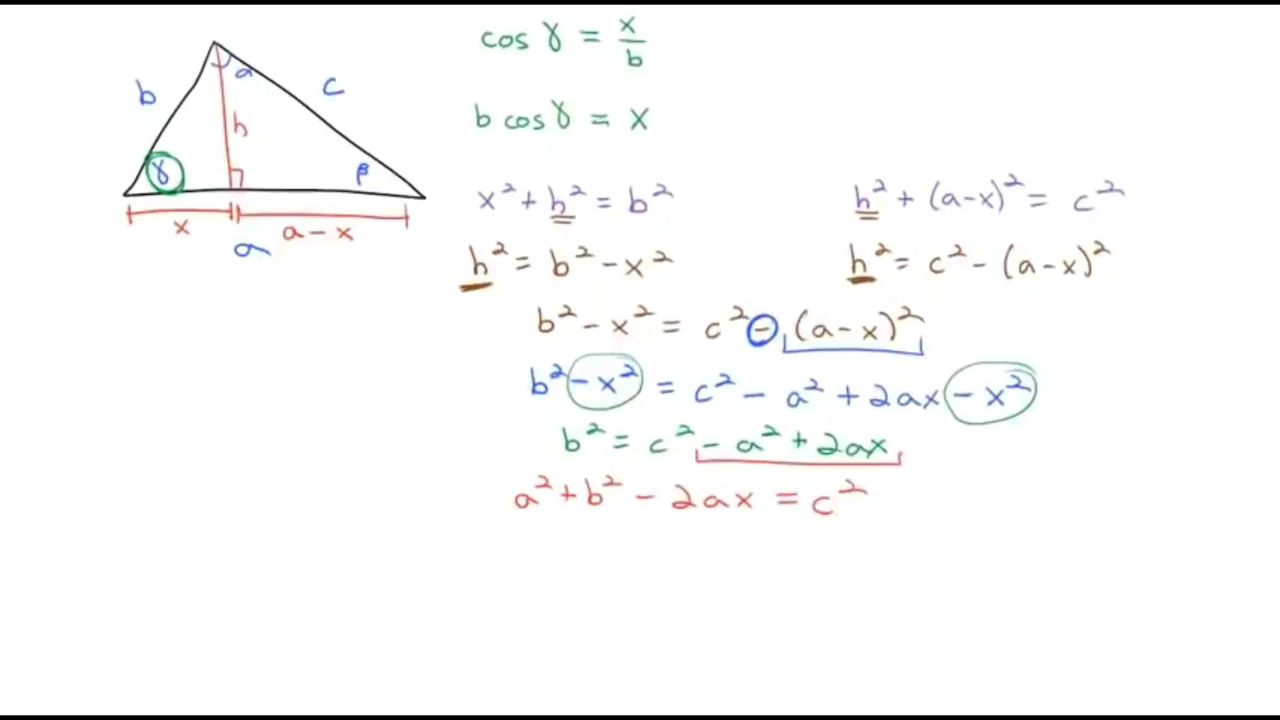 cos γ = x/b
b cos γ = x
b
α
c
h
γ
β
x
a-x
a
x² + h² = b²
h² + (a-x)² = c²
h² = b² - x²
h² = c² - (a-x)²
b² - x² = c² - (a-x)²
b² - x² = c² - a² + 2ax - x²
b² = c² - a² + 2ax
a² + b² - 2ax = c²